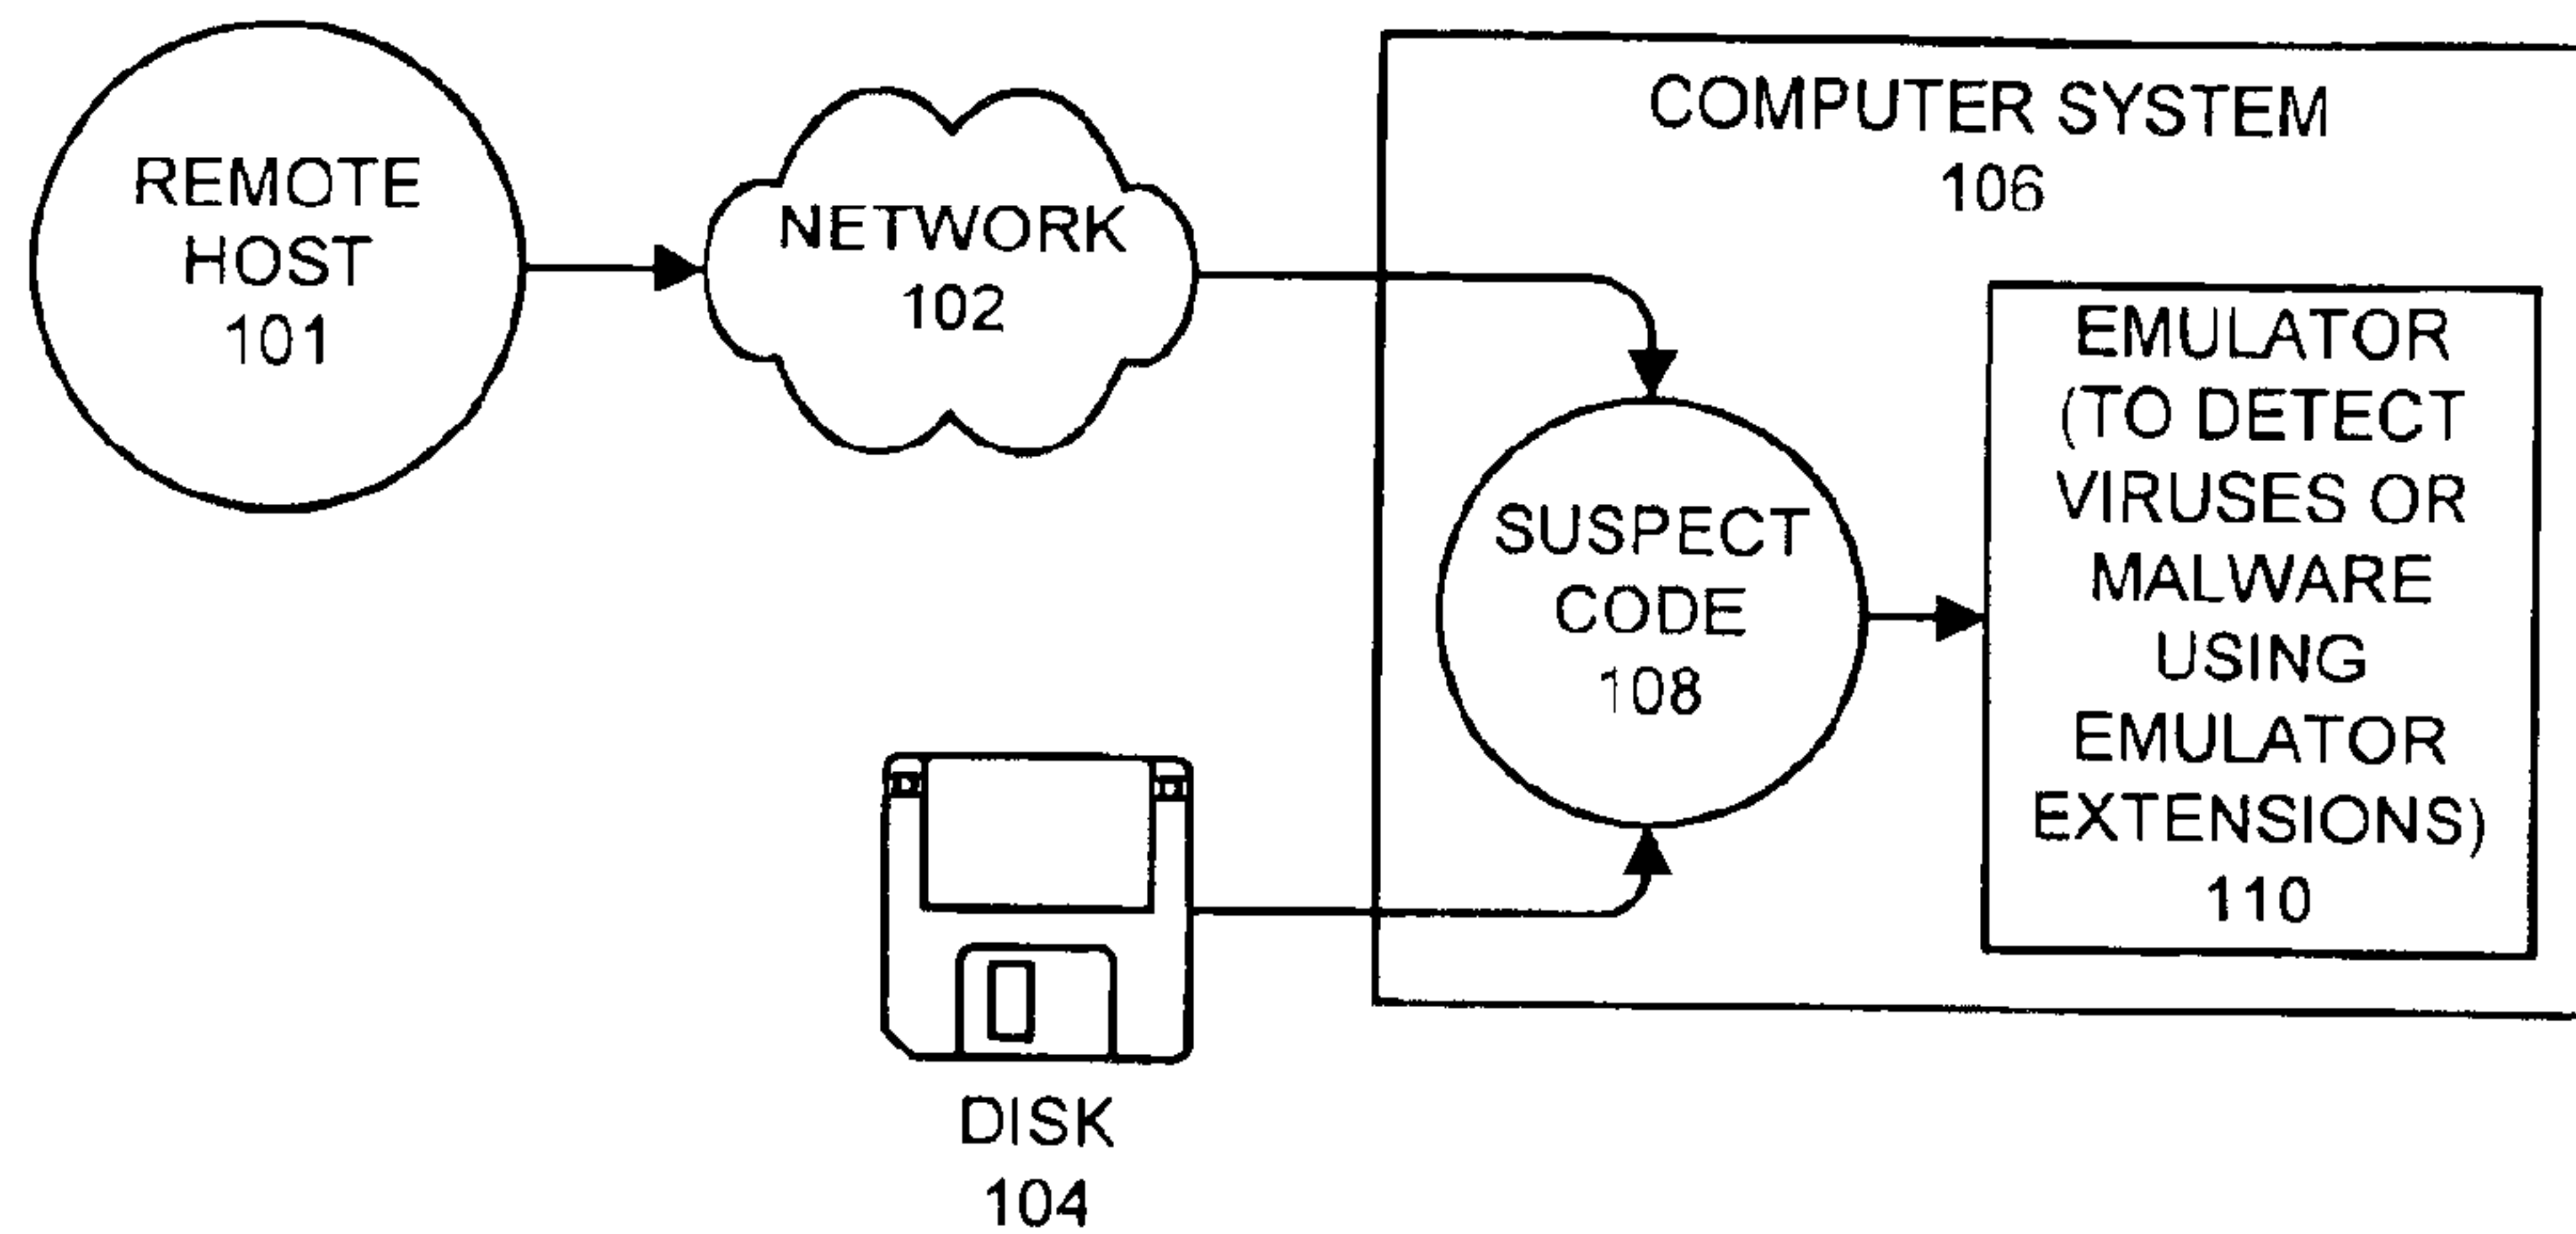 REMOTE
HOST
101
NETWORK
102
COMPUTER SYSTEM
106
SUSPECT
CODE
108
EMULATOR
(TO DETECT
VIRUSES OR
MALWARE
USING
EMULATOR
EXTENSIONS)
110
DISK
104